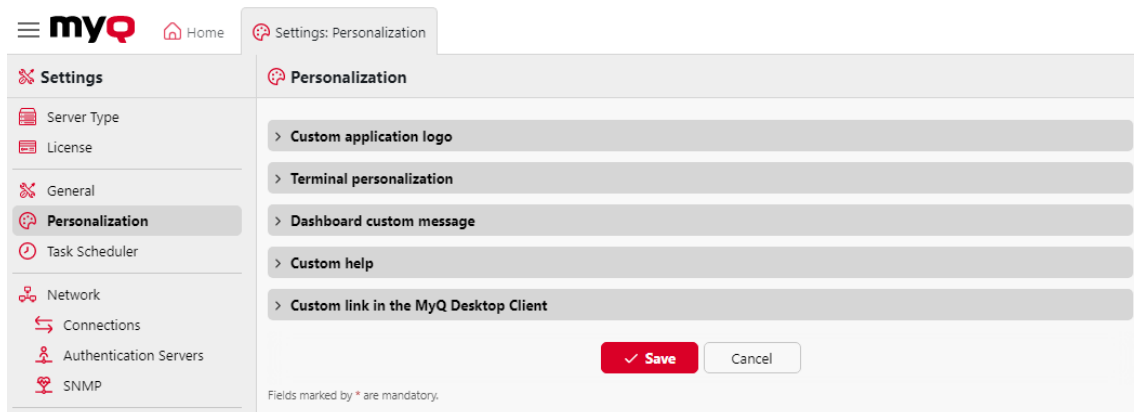 myQ
Home
Settings: Personalization
Settings
Server Type
License
General
Personalization
Task Scheduler
Network
Connections
Authentication Servers
SNMP
Personalization
Custom application logo
Terminal personalization
Dashboard custom message
Custom help
Custom link in the MyQ Desktop Client
Save
Cancel
Fields marked by * are mandatory.